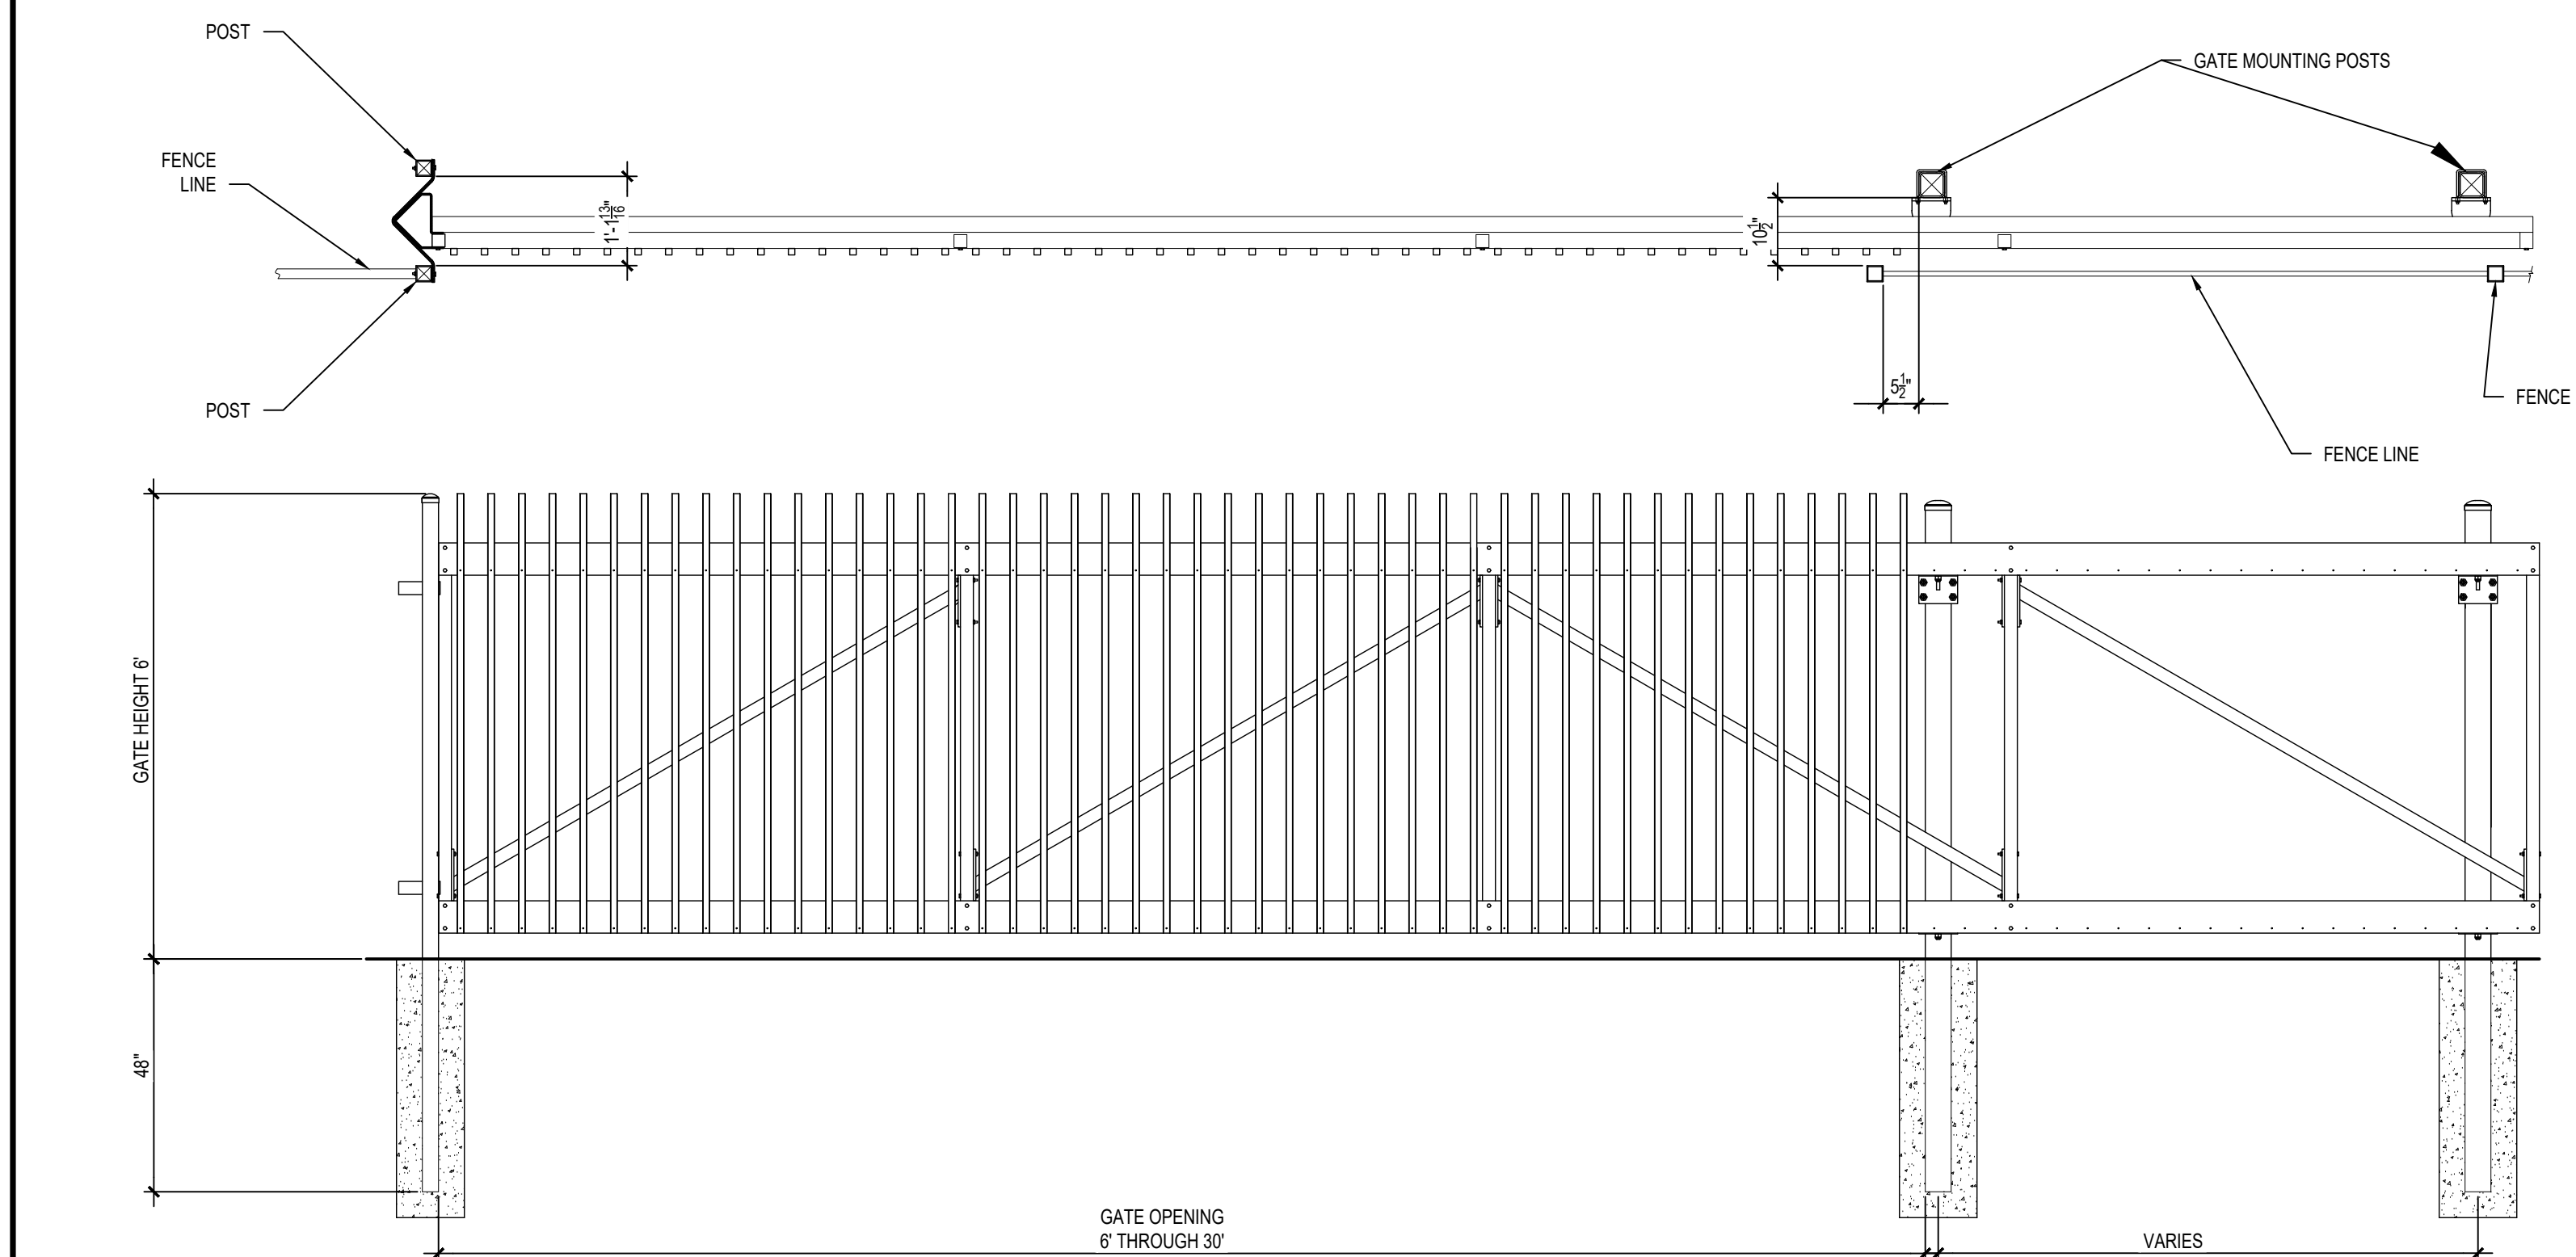 POST
GATE MOUNTING POSTS
FENCE
LINE
1'-1 13/16"
10 1/2"
5 1/2"
POST
FENCE
FENCE LINE
GATE HEIGHT 6'
48"
GATE OPENING
6' THROUGH 30'
VARIES